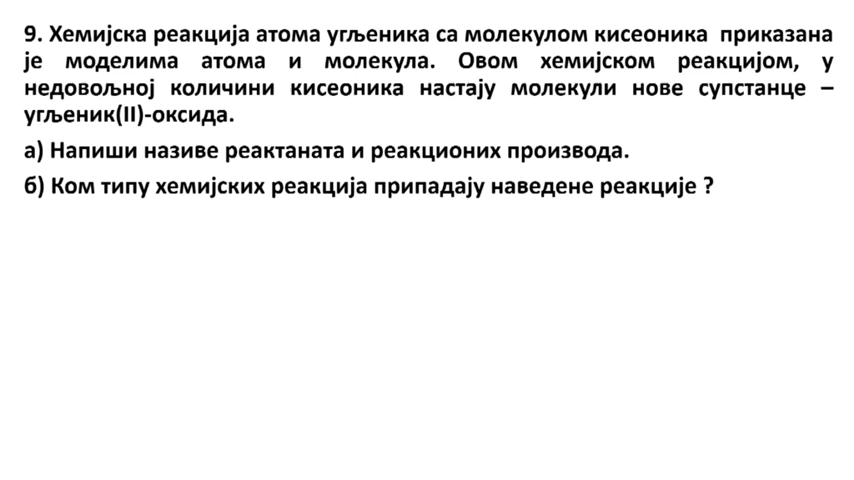 9. Хемијска реакција атома угљеника са молекулом кисеоника приказана
је моделима атома и молекула. Овом хемијском реакцијом, у
недовољној количини кисеоника настају молекули нове супстанце –
угљеник(II)-оксида.
а) Напиши називе реактаната и реакционих производа.
б) Ком типу хемијских реакција припадају наведене реакције ?